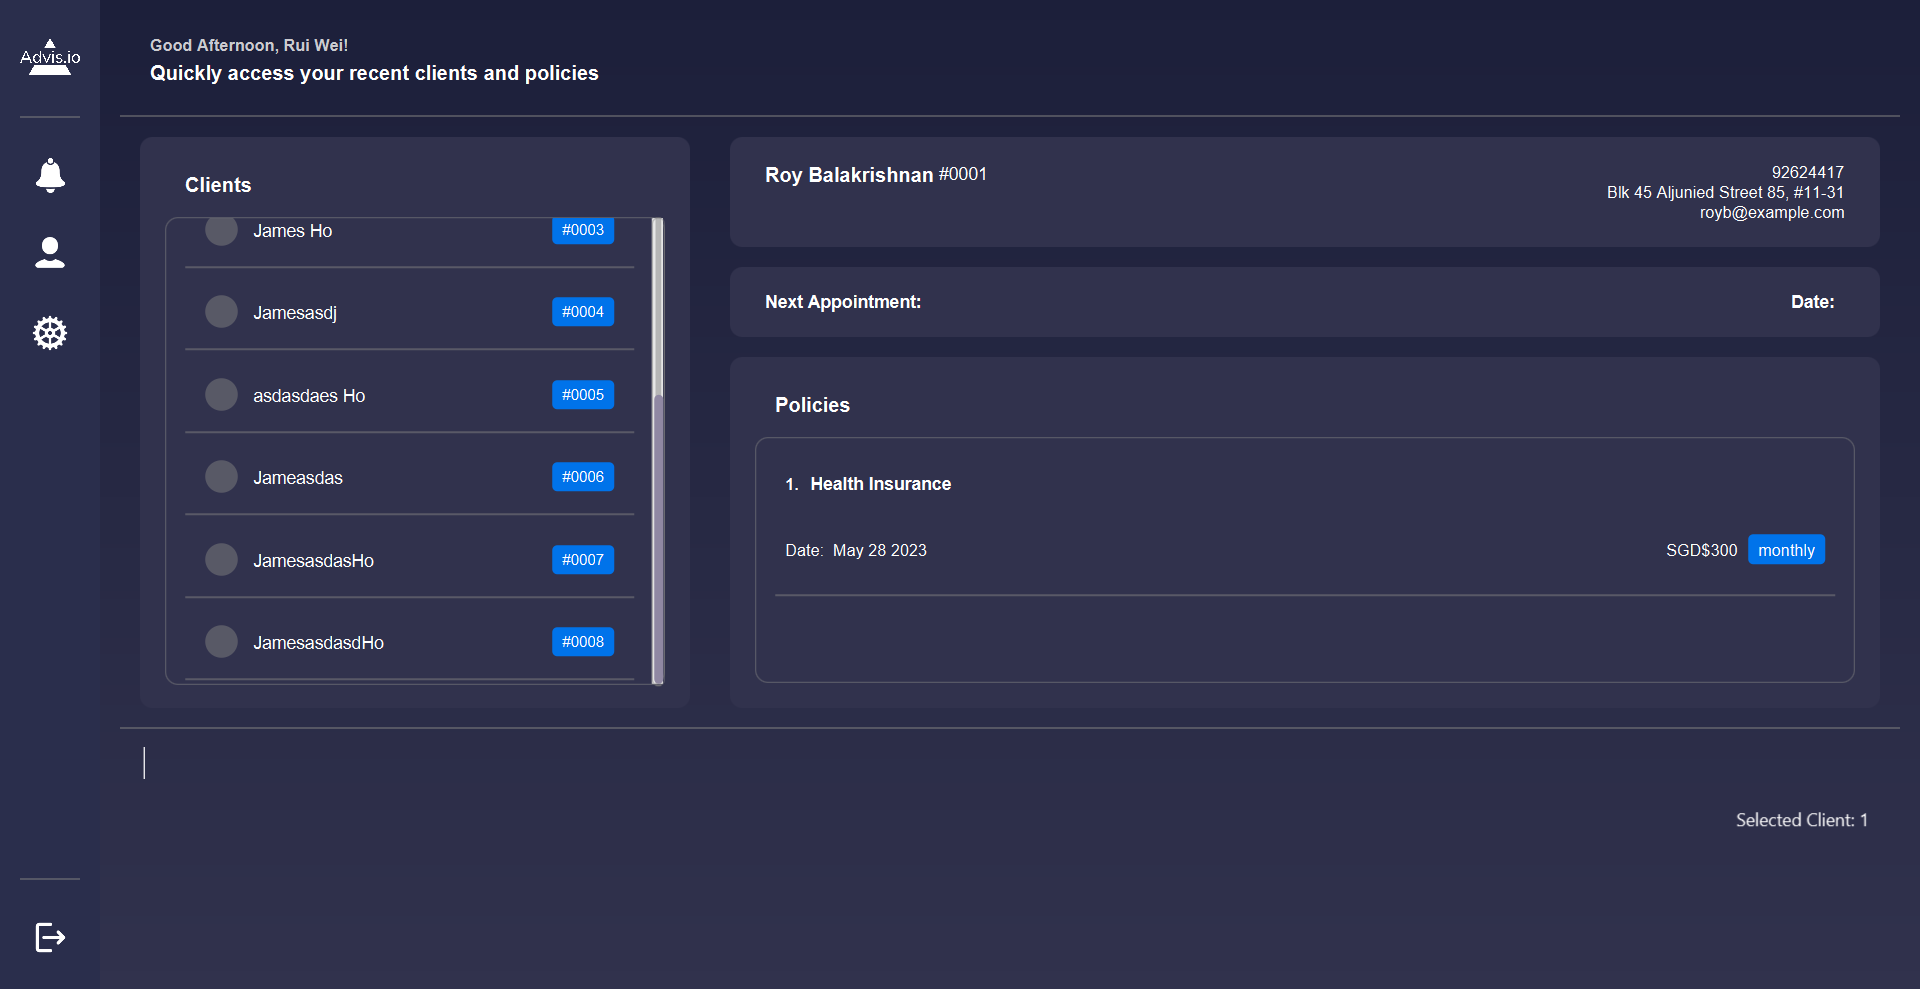 Advis.io
Good Afternoon, Rui Wei!
Quickly access your recent clients and policies
Clients
James Ho #0003
Jamesasdj #0004
asdasdaes Ho #0005
Jameasdas #0006
JamesasdasHo #0007
JamesasdasdHo #0008
Roy Balakrishnan #0001
92624417
Blk 45 Aljunied Street 85, #11-31
royb@example.com
Next Appointment: Date:
Policies
1. Health Insurance
Date: May 28 2023 SGD$300 monthly
Selected Client: 1